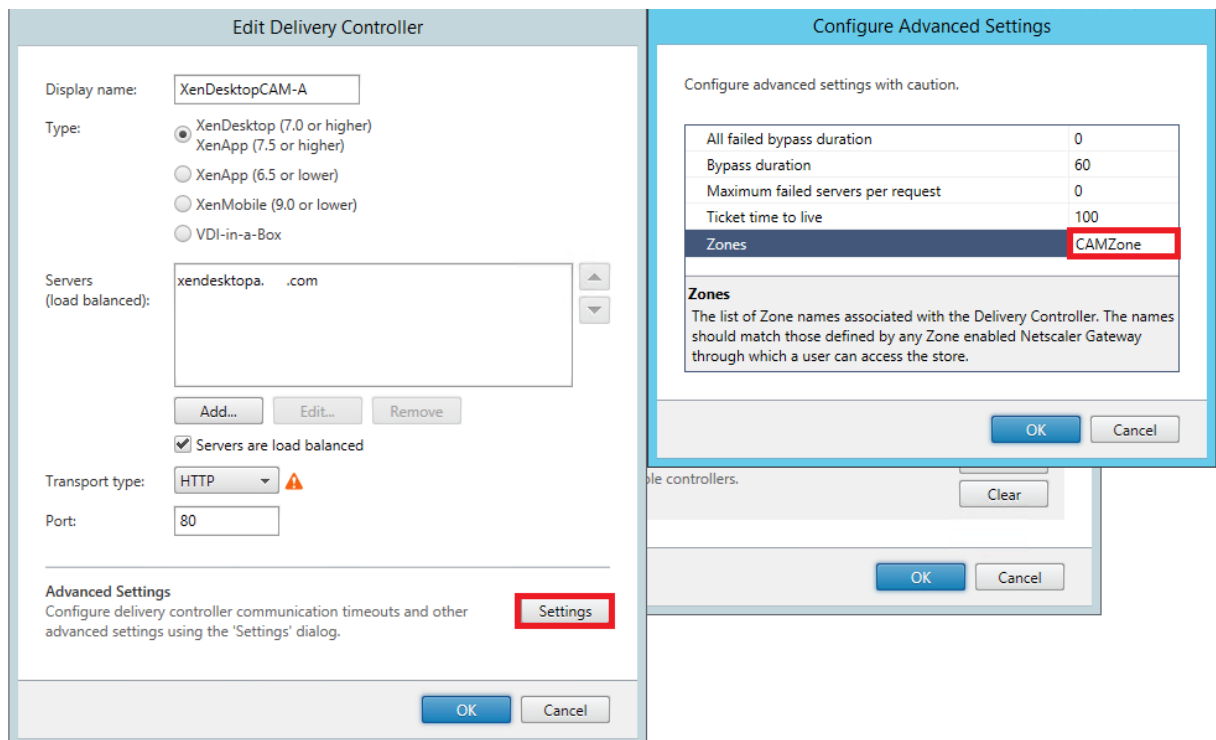 Edit Delivery Controller
Display name: XenDesktopCAM-A
Type: XenDesktop (7.0 or higher)
XenApp (7.5 or higher)
XenApp (6.5 or lower)
XenMobile (9.0 or lower)
VDI-in-a-Box
Servers
(load balanced):
xendesktopa. .com
Add... Edit... Remove
Servers are load balanced
Transport type: HTTP
Port: 80
Advanced Settings
Configure delivery controller communication timeouts and other
advanced settings using the 'Settings' dialog.
Settings
OK Cancel
Configure Advanced Settings
Configure advanced settings with caution.
All failed bypass duration 0
Bypass duration 60
Maximum failed servers per request 0
Ticket time to live 100
Zones CAMZone
Zones
The list of Zone names associated with the Delivery Controller. The names
should match those defined by any Zone enabled Netscaler Gateway
through which a user can access the store.
OK Cancel
controllers.
Clear
OK Cancel